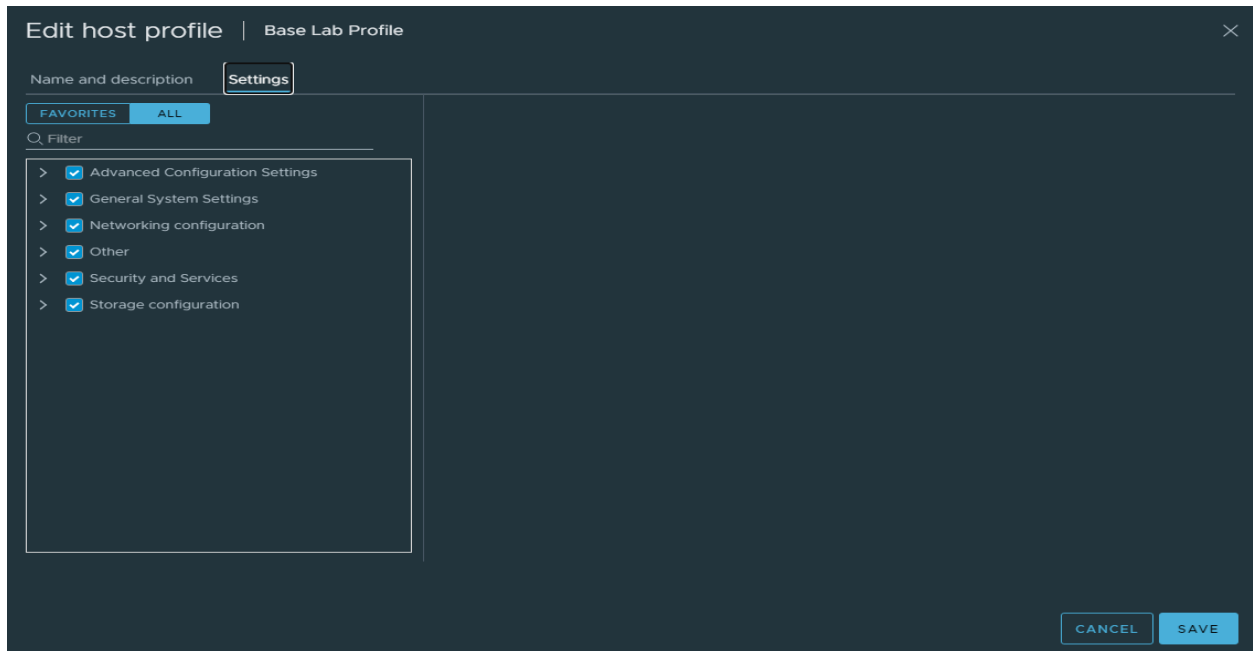 Edit host profile | Base Lab Profile
Name and description Settings
FAVORITES ALL
Filter
Advanced Configuration Settings
General System Settings
Networking configuration
Other
Security and Services
Storage configuration
CANCEL SAVE